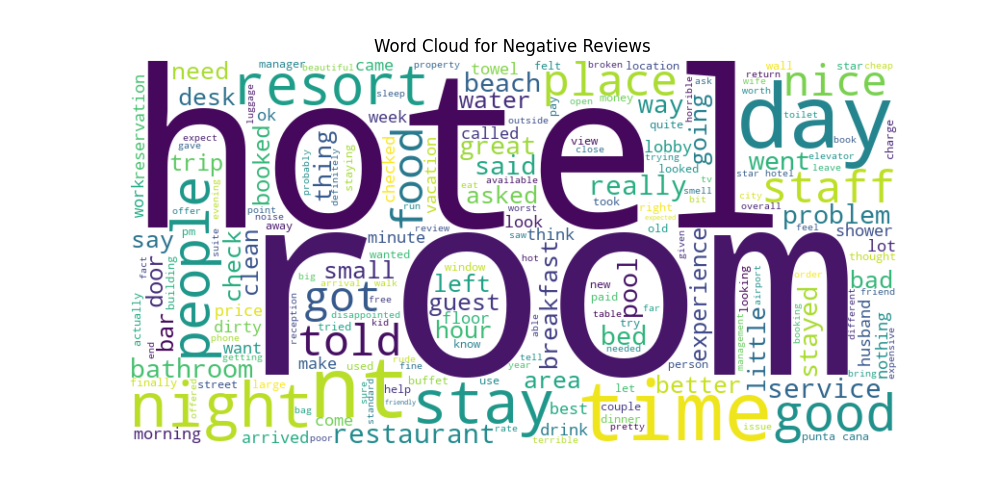 Word Cloud for Negative Reviews
manager beautiful came towel felt broken location wall star cheap
need property return
resort beach place nice
desk sleep open money wife worth
luggage ok week water outside pay way quite horrible ask toilet book charge
workreservation
hotel
day
expect gave booked thing food called great view close lobby going elevator leave
trip probably definitely staying checked vacation said available trying looked tv went star hotel
people evening eat really took smell bit city staff
offer point run asked worst right overall problem
noise review look old feel shower
say pm away minute saw think given lot
suite wanted hot expected thought
fact building door check clean big small window new experience looking airport order bad
room
arrival walk left breakfast pool far
got free guest able paid little stayed different friend
bar price reception disappointed floor table try management booking husband nothing expensive
actually phone dirty tried kid hour bed
end want told know needed
getting make rude fine tell year person bring
bathroom used buffet use area let better service
finally street large help best couple
night offered nt stay time good
sure standard friendly dinner
bag come drink pretty issue
morning arrived poor restaurant rate terrible punta cana